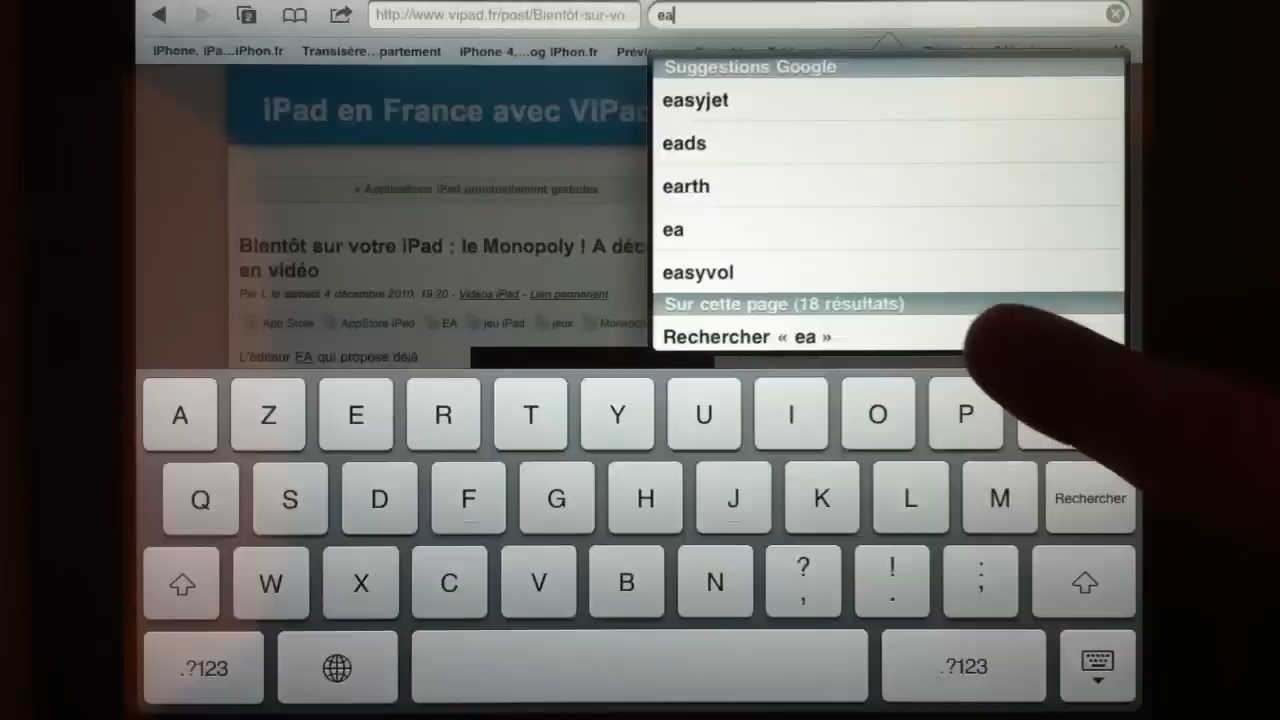 2
http://www.vipad.fr/post/Bientôt-sur-vo...
ea
iPhone, iPa...iPhon.fr
Transisère...partement
iPhone 4,...og iPhon.fr
Suggestions Google
easyjet
eads
earth
ea
easyvol
Sur cette page (18 résultats)
Rechercher « ea »
iPad en France avec VIPad
« Applications iPad momentanément gratuites
Bientôt sur votre iPad : le Monopoly ! A déc
en vidéo
Par L le samedi 4 décembre 2010, 19:20 - Vidéos iPad - Lien permanent
App Store AppStore iPad EA jeu iPad jeux Monopol
L'éditeur EA qui propose déjà
A Z E R T Y U I O P
Q S D F G H J K L M Rechercher
W X C V B N ? , ! . : ;
.?123 .?123